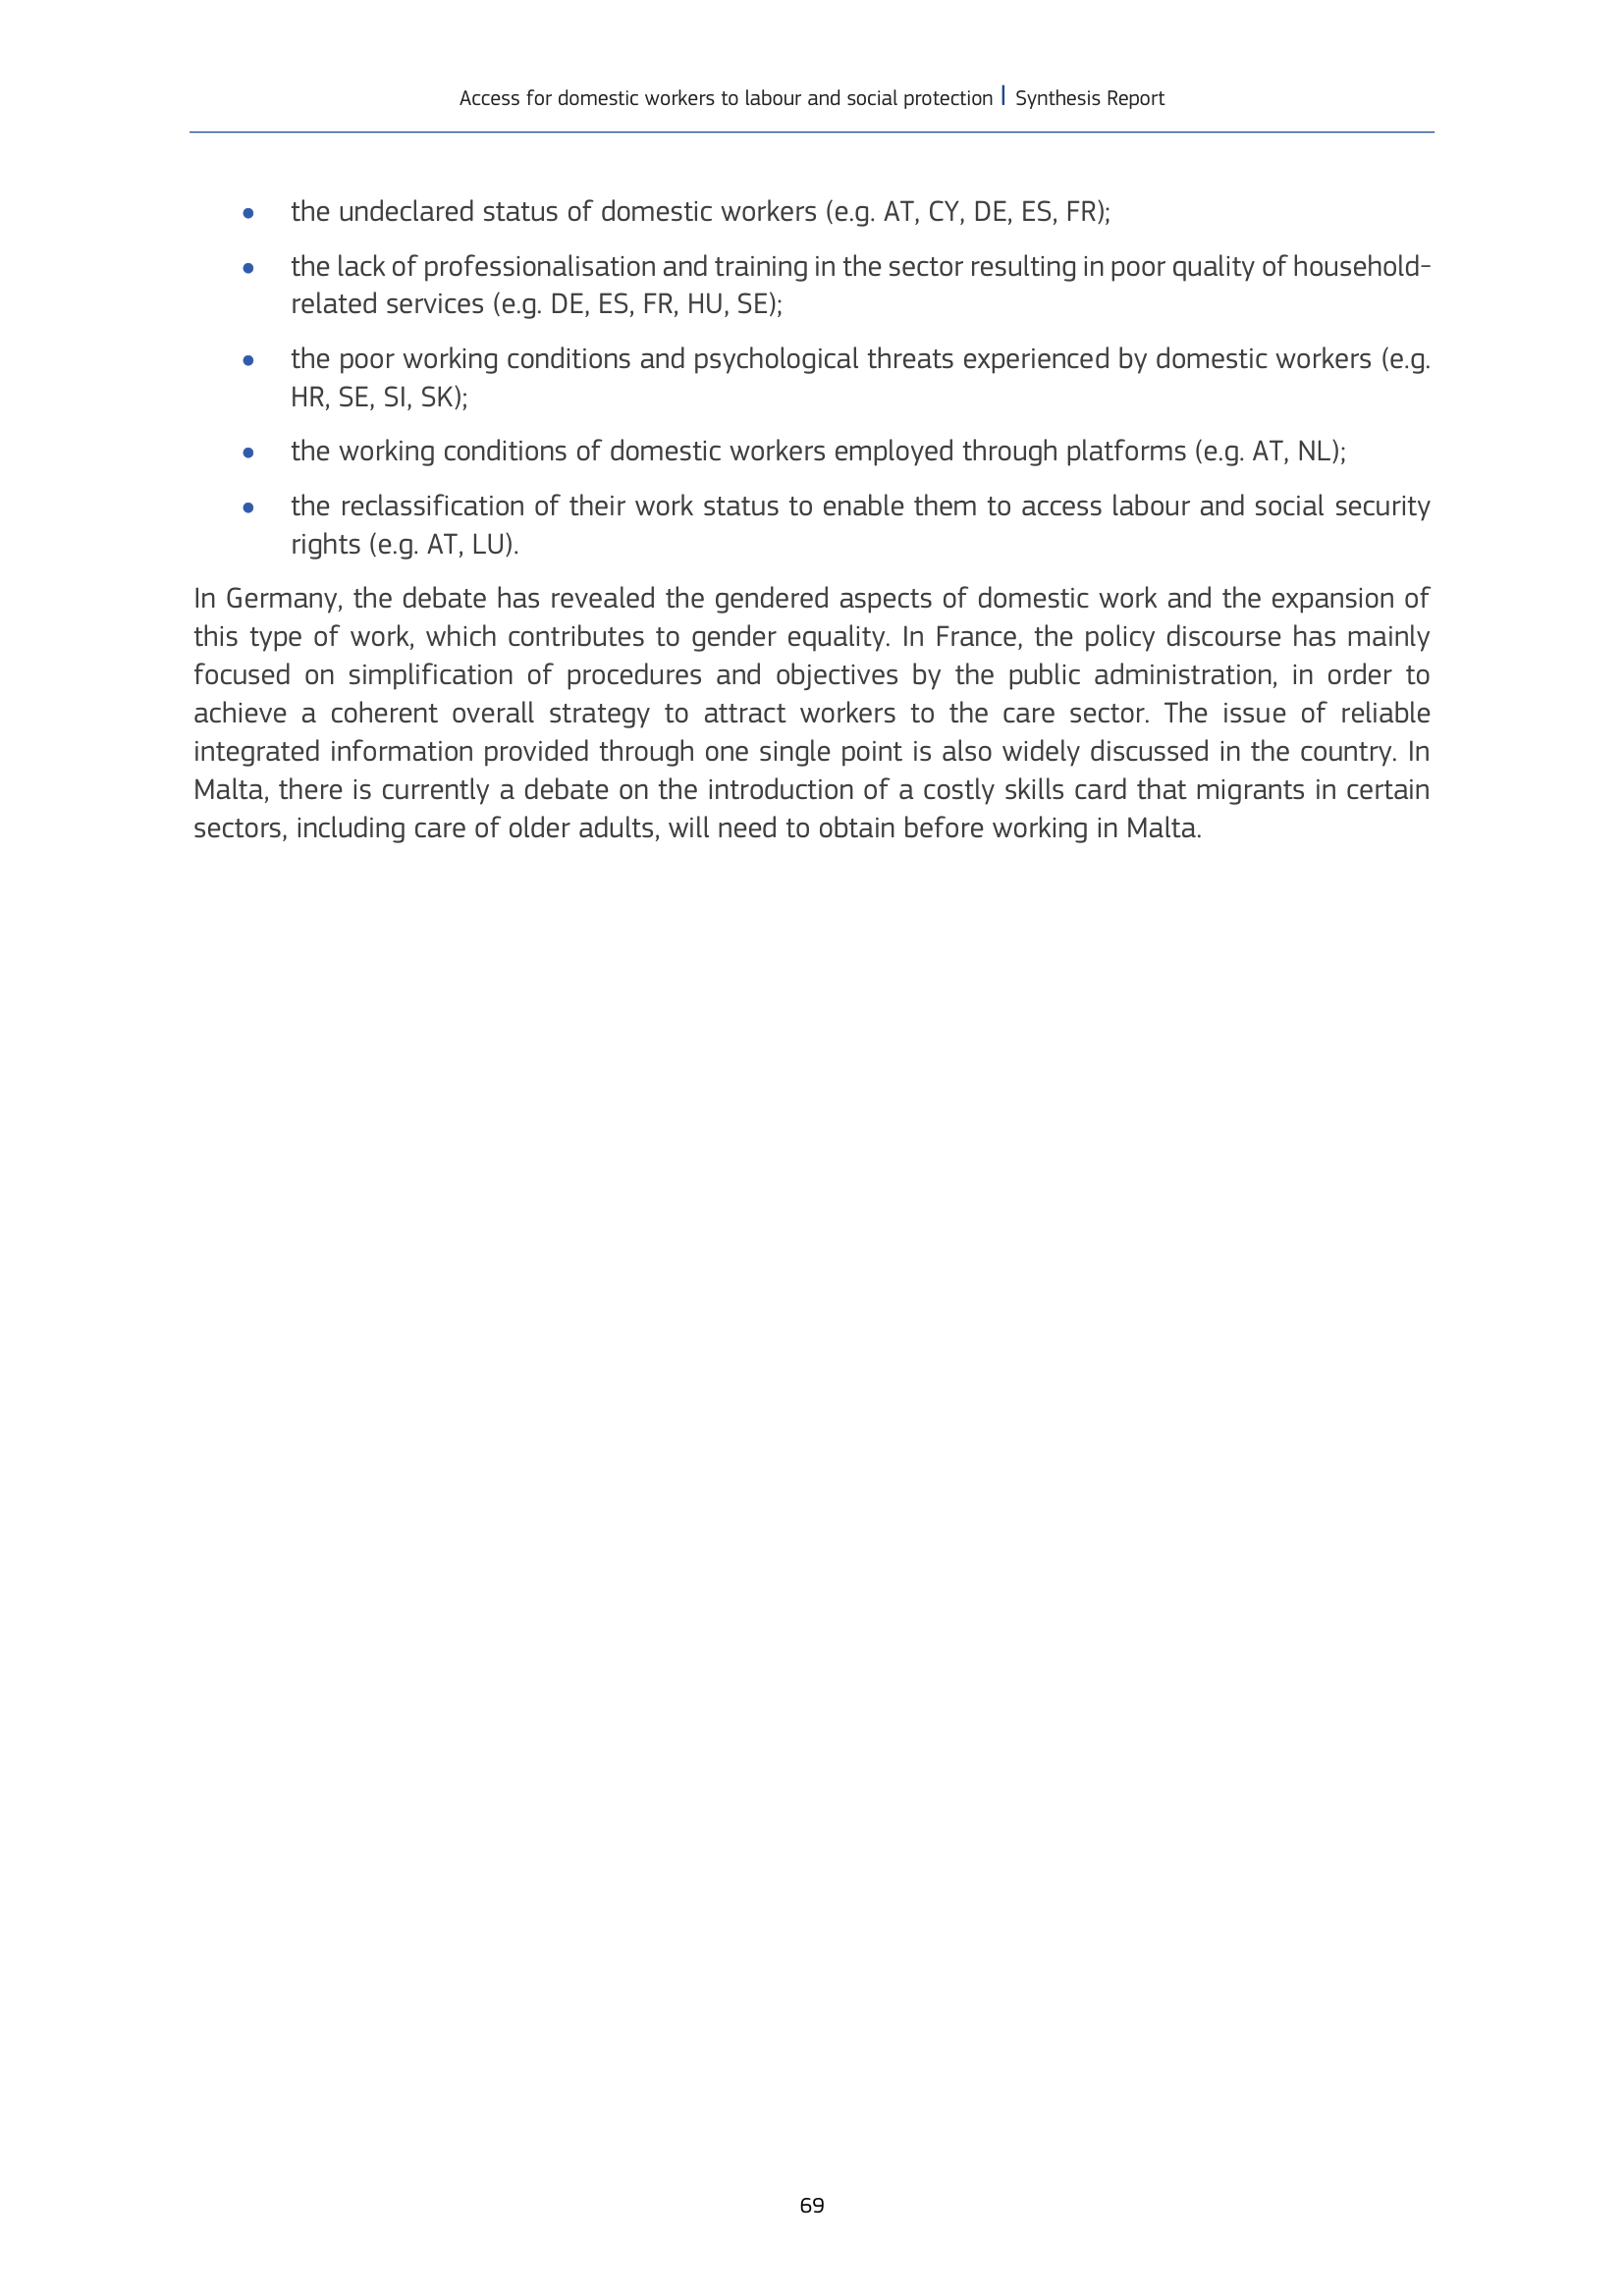 Access for domestic workers to labour and social protection | Synthesis Report
• the undeclared status of domestic workers (e.g. AT, CY, DE, ES, FR);
• the lack of professionalisation and training in the sector resulting in poor quality of household-
related services (e.g. DE, ES, FR, HU, SE);
• the poor working conditions and psychological threats experienced by domestic workers (e.g.
HR, SE, SI, SK);
• the working conditions of domestic workers employed through platforms (e.g. AT, NL);
• the reclassification of their work status to enable them to access labour and social security
rights (e.g. AT, LU).
In Germany, the debate has revealed the gendered aspects of domestic work and the expansion of
this type of work, which contributes to gender equality. In France, the policy discourse has mainly
focused on simplification of procedures and objectives by the public administration, in order to
achieve a coherent overall strategy to attract workers to the care sector. The issue of reliable
integrated information provided through one single point is also widely discussed in the country. In
Malta, there is currently a debate on the introduction of a costly skills card that migrants in certain
sectors, including care of older adults, will need to obtain before working in Malta.
69